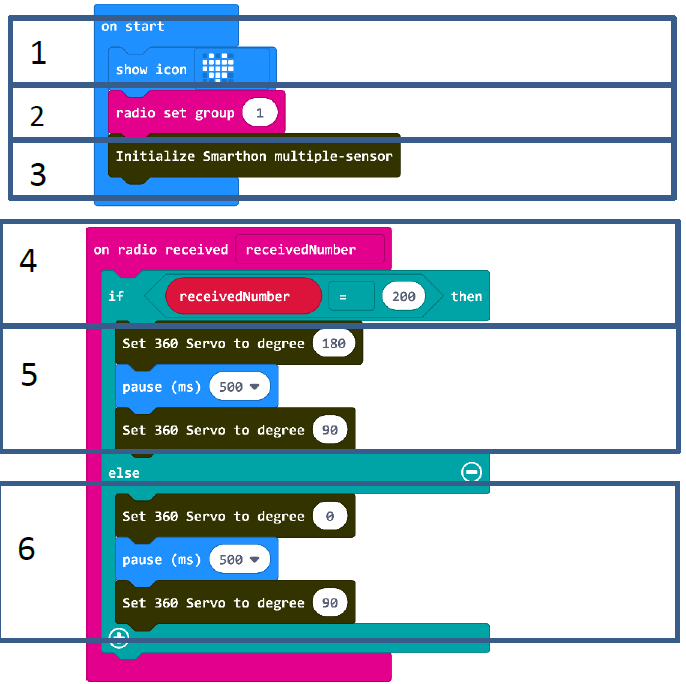 on start
1
show icon
2
radio set group 1
3
Initialize Smarthon multiple-sensor
4
on radio received receivedNumber
if receivedNumber = 200 then
Set 360 Servo to degree 180
5
pause (ms) 500
Set 360 Servo to degree 90
else
Set 360 Servo to degree 0
6
pause (ms) 500
Set 360 Servo to degree 90